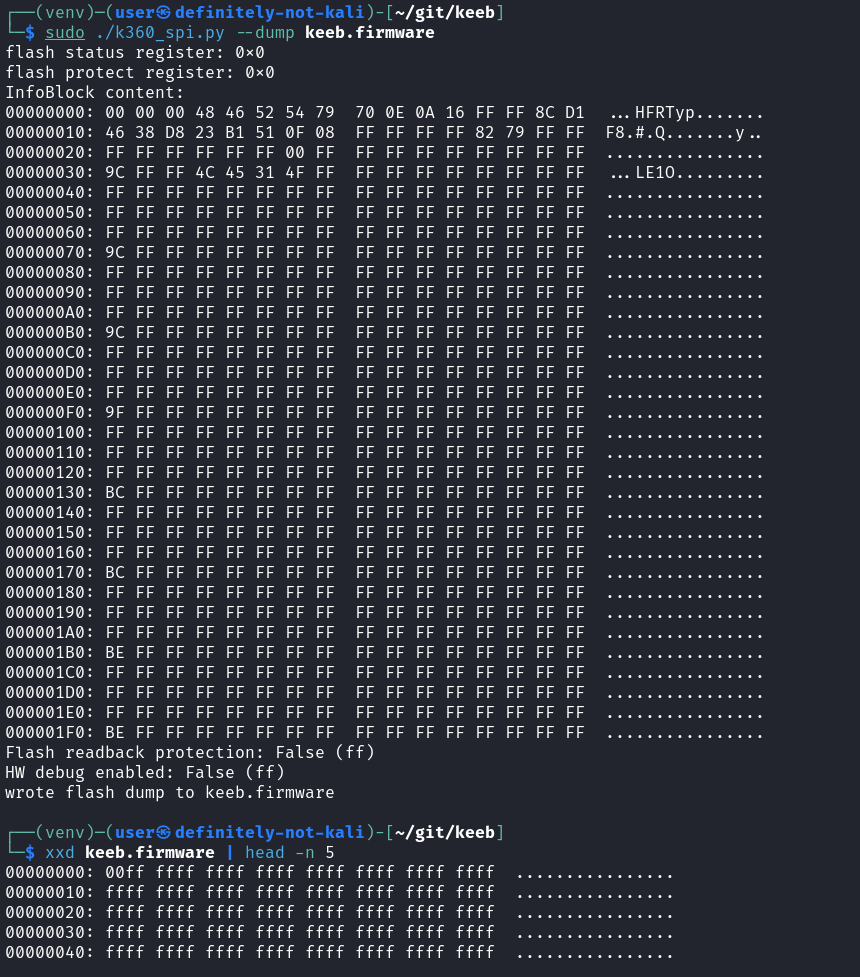 ┌──(venv)─(user㉿definitely-not-kali)-[~/git/keeb]
└─$ sudo ./k360_spi.py --dump keeb.firmware
flash status register: 0×0
flash protect register: 0×0
InfoBlock content:
00000000: 00 00 00 48 46 52 54 79  70 0E 0A 16 FF FF 8C D1  ...HFRTyp.......
00000010: 46 38 D8 23 B1 51 0F 08  FF FF FF FF 82 79 FF FF  F8.#.Q.......y..
00000020: FF FF FF FF FF FF 00 FF  FF FF FF FF FF FF FF FF  ................
00000030: 9C FF FF 4C 45 31 4F FF  FF FF FF FF FF FF FF FF  ...LE1O.........
00000040: FF FF FF FF FF FF FF FF  FF FF FF FF FF FF FF FF  ................
00000050: FF FF FF FF FF FF FF FF  FF FF FF FF FF FF FF FF  ................
00000060: FF FF FF FF FF FF FF FF  FF FF FF FF FF FF FF FF  ................
00000070: 9C FF FF FF FF FF FF FF  FF FF FF FF FF FF FF FF  ................
00000080: FF FF FF FF FF FF FF FF  FF FF FF FF FF FF FF FF  ................
00000090: FF FF FF FF FF FF FF FF  FF FF FF FF FF FF FF FF  ................
000000A0: FF FF FF FF FF FF FF FF  FF FF FF FF FF FF FF FF  ................
000000B0: 9C FF FF FF FF FF FF FF  FF FF FF FF FF FF FF FF  ................
000000C0: FF FF FF FF FF FF FF FF  FF FF FF FF FF FF FF FF  ................
000000D0: FF FF FF FF FF FF FF FF  FF FF FF FF FF FF FF FF  ................
000000E0: FF FF FF FF FF FF FF FF  FF FF FF FF FF FF FF FF  ................
000000F0: 9F FF FF FF FF FF FF FF  FF FF FF FF FF FF FF FF  ................
00000100: FF FF FF FF FF FF FF FF  FF FF FF FF FF FF FF FF  ................
00000110: FF FF FF FF FF FF FF FF  FF FF FF FF FF FF FF FF  ................
00000120: FF FF FF FF FF FF FF FF  FF FF FF FF FF FF FF FF  ................
00000130: BC FF FF FF FF FF FF FF  FF FF FF FF FF FF FF FF  ................
00000140: FF FF FF FF FF FF FF FF  FF FF FF FF FF FF FF FF  ................
00000150: FF FF FF FF FF FF FF FF  FF FF FF FF FF FF FF FF  ................
00000160: FF FF FF FF FF FF FF FF  FF FF FF FF FF FF FF FF  ................
00000170: BC FF FF FF FF FF FF FF  FF FF FF FF FF FF FF FF  ................
00000180: FF FF FF FF FF FF FF FF  FF FF FF FF FF FF FF FF  ................
00000190: FF FF FF FF FF FF FF FF  FF FF FF FF FF FF FF FF  ................
000001A0: FF FF FF FF FF FF FF FF  FF FF FF FF FF FF FF FF  ................
000001B0: BE FF FF FF FF FF FF FF  FF FF FF FF FF FF FF FF  ................
000001C0: FF FF FF FF FF FF FF FF  FF FF FF FF FF FF FF FF  ................
000001D0: FF FF FF FF FF FF FF FF  FF FF FF FF FF FF FF FF  ................
000001E0: FF FF FF FF FF FF FF FF  FF FF FF FF FF FF FF FF  ................
000001F0: BE FF FF FF FF FF FF FF  FF FF FF FF FF FF FF FF  ................
Flash readback protection: False (ff)
HW debug enabled: False (ff)
wrote flash dump to keeb.firmware
┌──(venv)─(user㉿definitely-not-kali)-[~/git/keeb]
└─$ xxd keeb.firmware | head -n 5
00000000: 00ff ffff ffff ffff ffff ffff ffff ffff  ................
00000010: ffff ffff ffff ffff ffff ffff ffff ffff  ................
00000020: ffff ffff ffff ffff ffff ffff ffff ffff  ................
00000030: ffff ffff ffff ffff ffff ffff ffff ffff  ................
00000040: ffff ffff ffff ffff ffff ffff ffff ffff  ................